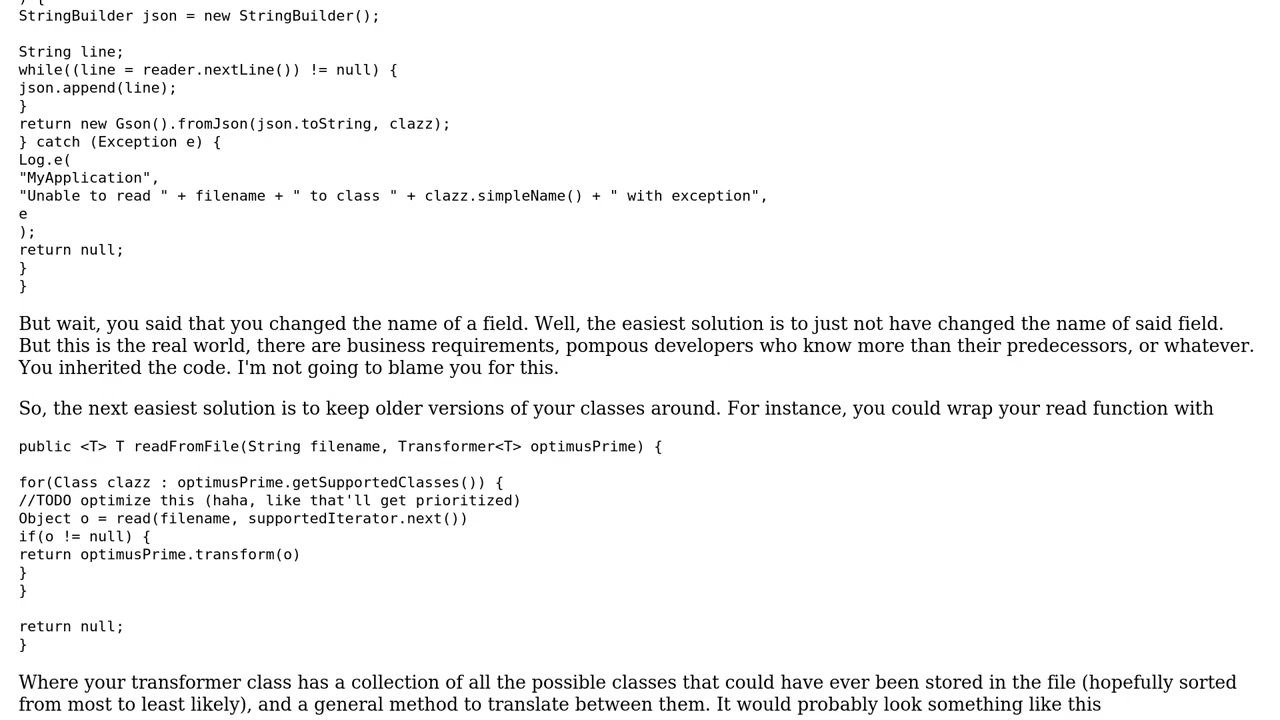 ) {
StringBuilder json = new StringBuilder();
String line;
while((line = reader.nextLine()) != null) {
json.append(line);
}
return new Gson().fromJson(json.toString, clazz);
} catch (Exception e) {
Log.e(
"MyApplication",
"Unable to read " + filename + " to class " + clazz.simpleName() + " with exception",
e
);
return null;
}
}
But wait, you said that you changed the name of a field. Well, the easiest solution is to just not have changed the name of said field.
But this is the real world, there are business requirements, pompous developers who know more than their predecessors, or whatever.
You inherited the code. I'm not going to blame you for this.
So, the next easiest solution is to keep older versions of your classes around. For instance, you could wrap your read function with
public <T> T readFromFile(String filename, Transformer<T> optimusPrime) {
for(Class clazz : optimusPrime.getSupportedClasses()) {
//TODO optimize this (haha, like that'll get prioritized)
Object o = read(filename, supportedIterator.next())
if(o != null) {
return optimusPrime.transform(o)
}
}
return null;
}
Where your transformer class has a collection of all the possible classes that could have ever been stored in the file (hopefully sorted
from most to least likely), and a general method to translate between them. It would probably look something like this